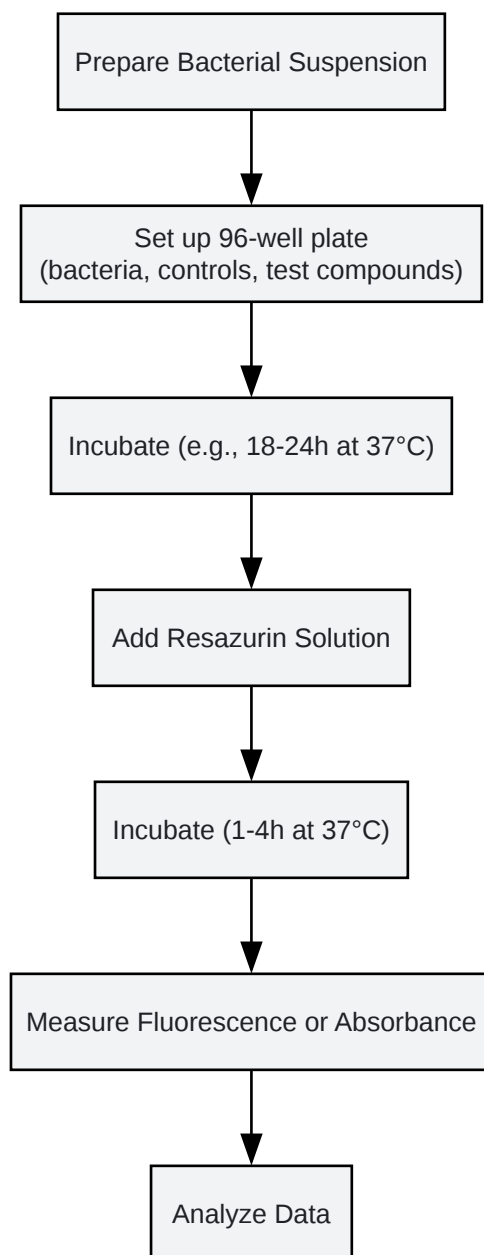 Prepare Bacterial Suspension
Set up 96-well plate
(bacteria, controls, test compounds)
Incubate (e.g., 18-24h at 37°C)
Add Resazurin Solution
Incubate (1-4h at 37°C)
Measure Fluorescence or Absorbance
Analyze Data